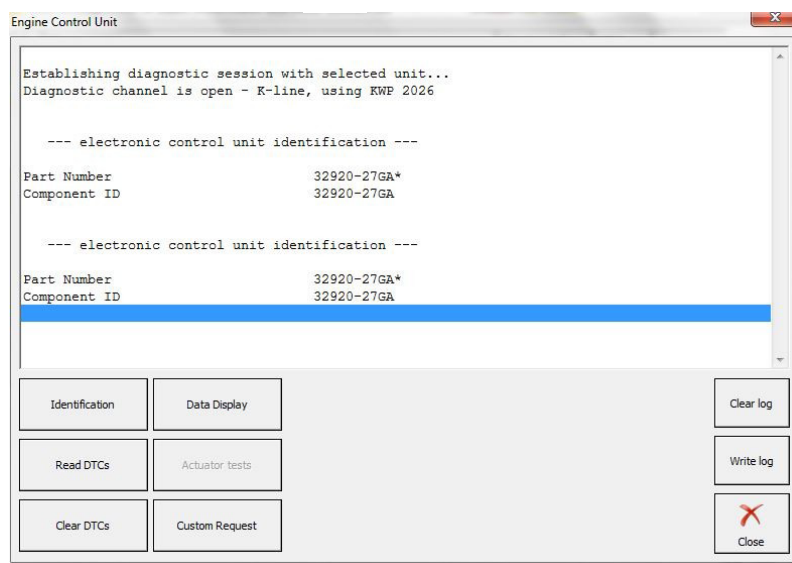 Engine Control Unit
Establishing diagnostic session with selected unit...
Diagnostic channel is open - K-line, using KWP 2026
--- electronic control unit identification ---
Part Number 32920-27GA*
Component ID 32920-27GA
--- electronic control unit identification ---
Part Number 32920-27GA*
Component ID 32920-27GA
Identification Data Display Clear log
Read DTCs Actuator tests Write log
Clear DTCs Custom Request Close